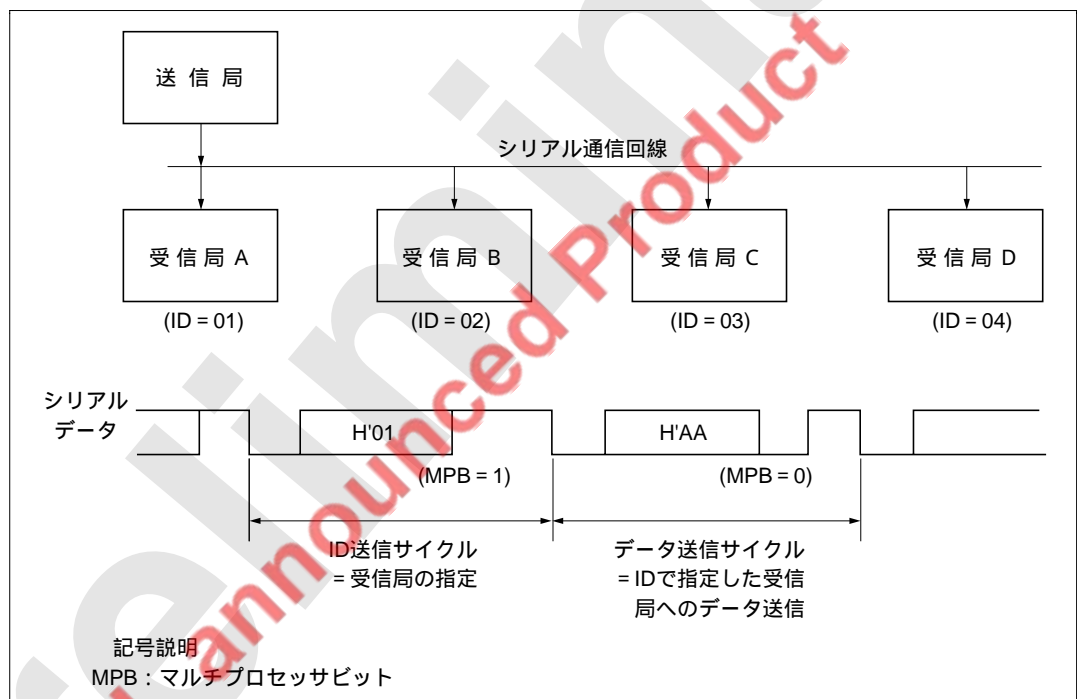 送 信 局
シリアル通信回線
受 信 局 A
受 信 局 B
受 信 局 C
受 信 局 D
(ID = 01)
(ID = 02)
(ID = 03)
(ID = 04)
シリアル
データ
H'01
H'AA
(MPB = 1)
(MPB = 0)
ID送信サイクル
= 受信局の指定
データ送信サイクル
= IDで指定した受信
局へのデータ送信
記号説明
MPB : マルチプロセッサビット
announced Product